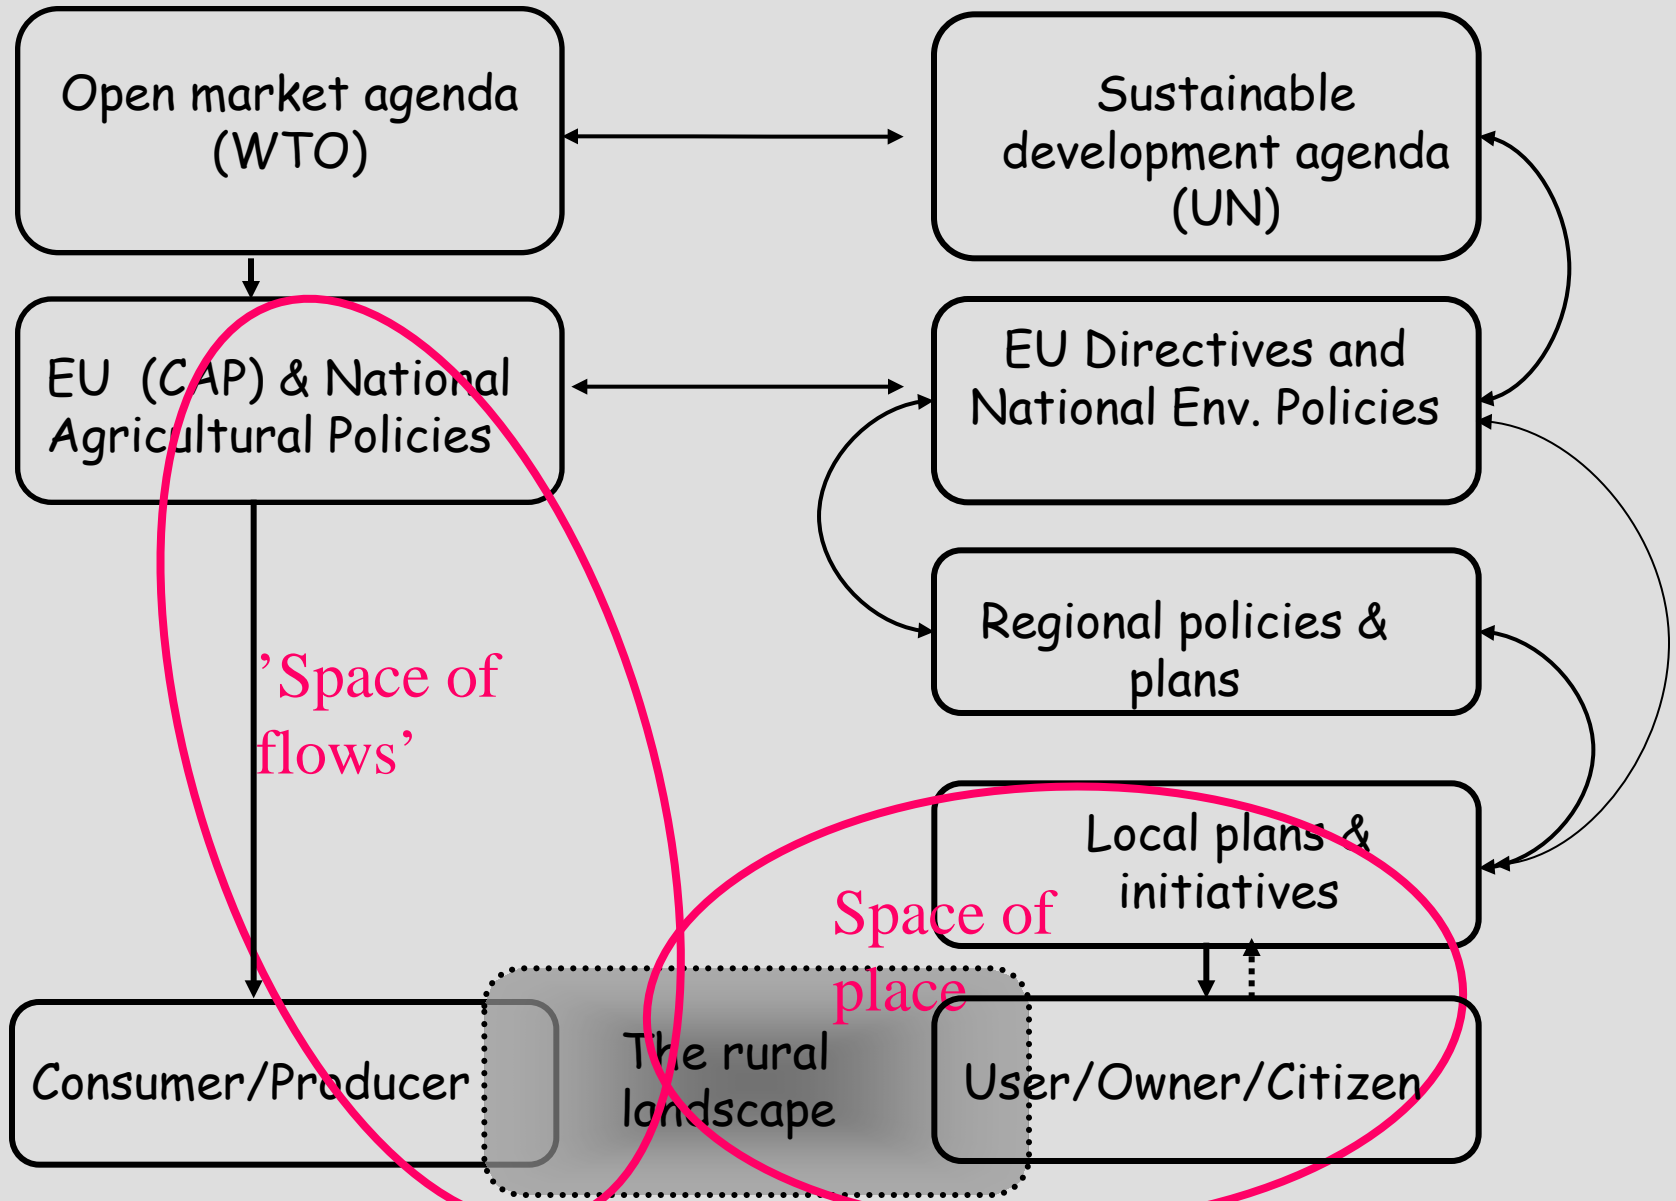 Open market agenda
(WTO)
Sustainable
development agenda
(UN)
EU (CAP) & National
Agricultural Policies
EU Directives and
National Env. Policies
’Space of
flows’
Regional policies &
plans
Local plans &
initiatives
Space of
place
Consumer/Producer
The rural
landscape
User/Owner/Citizen